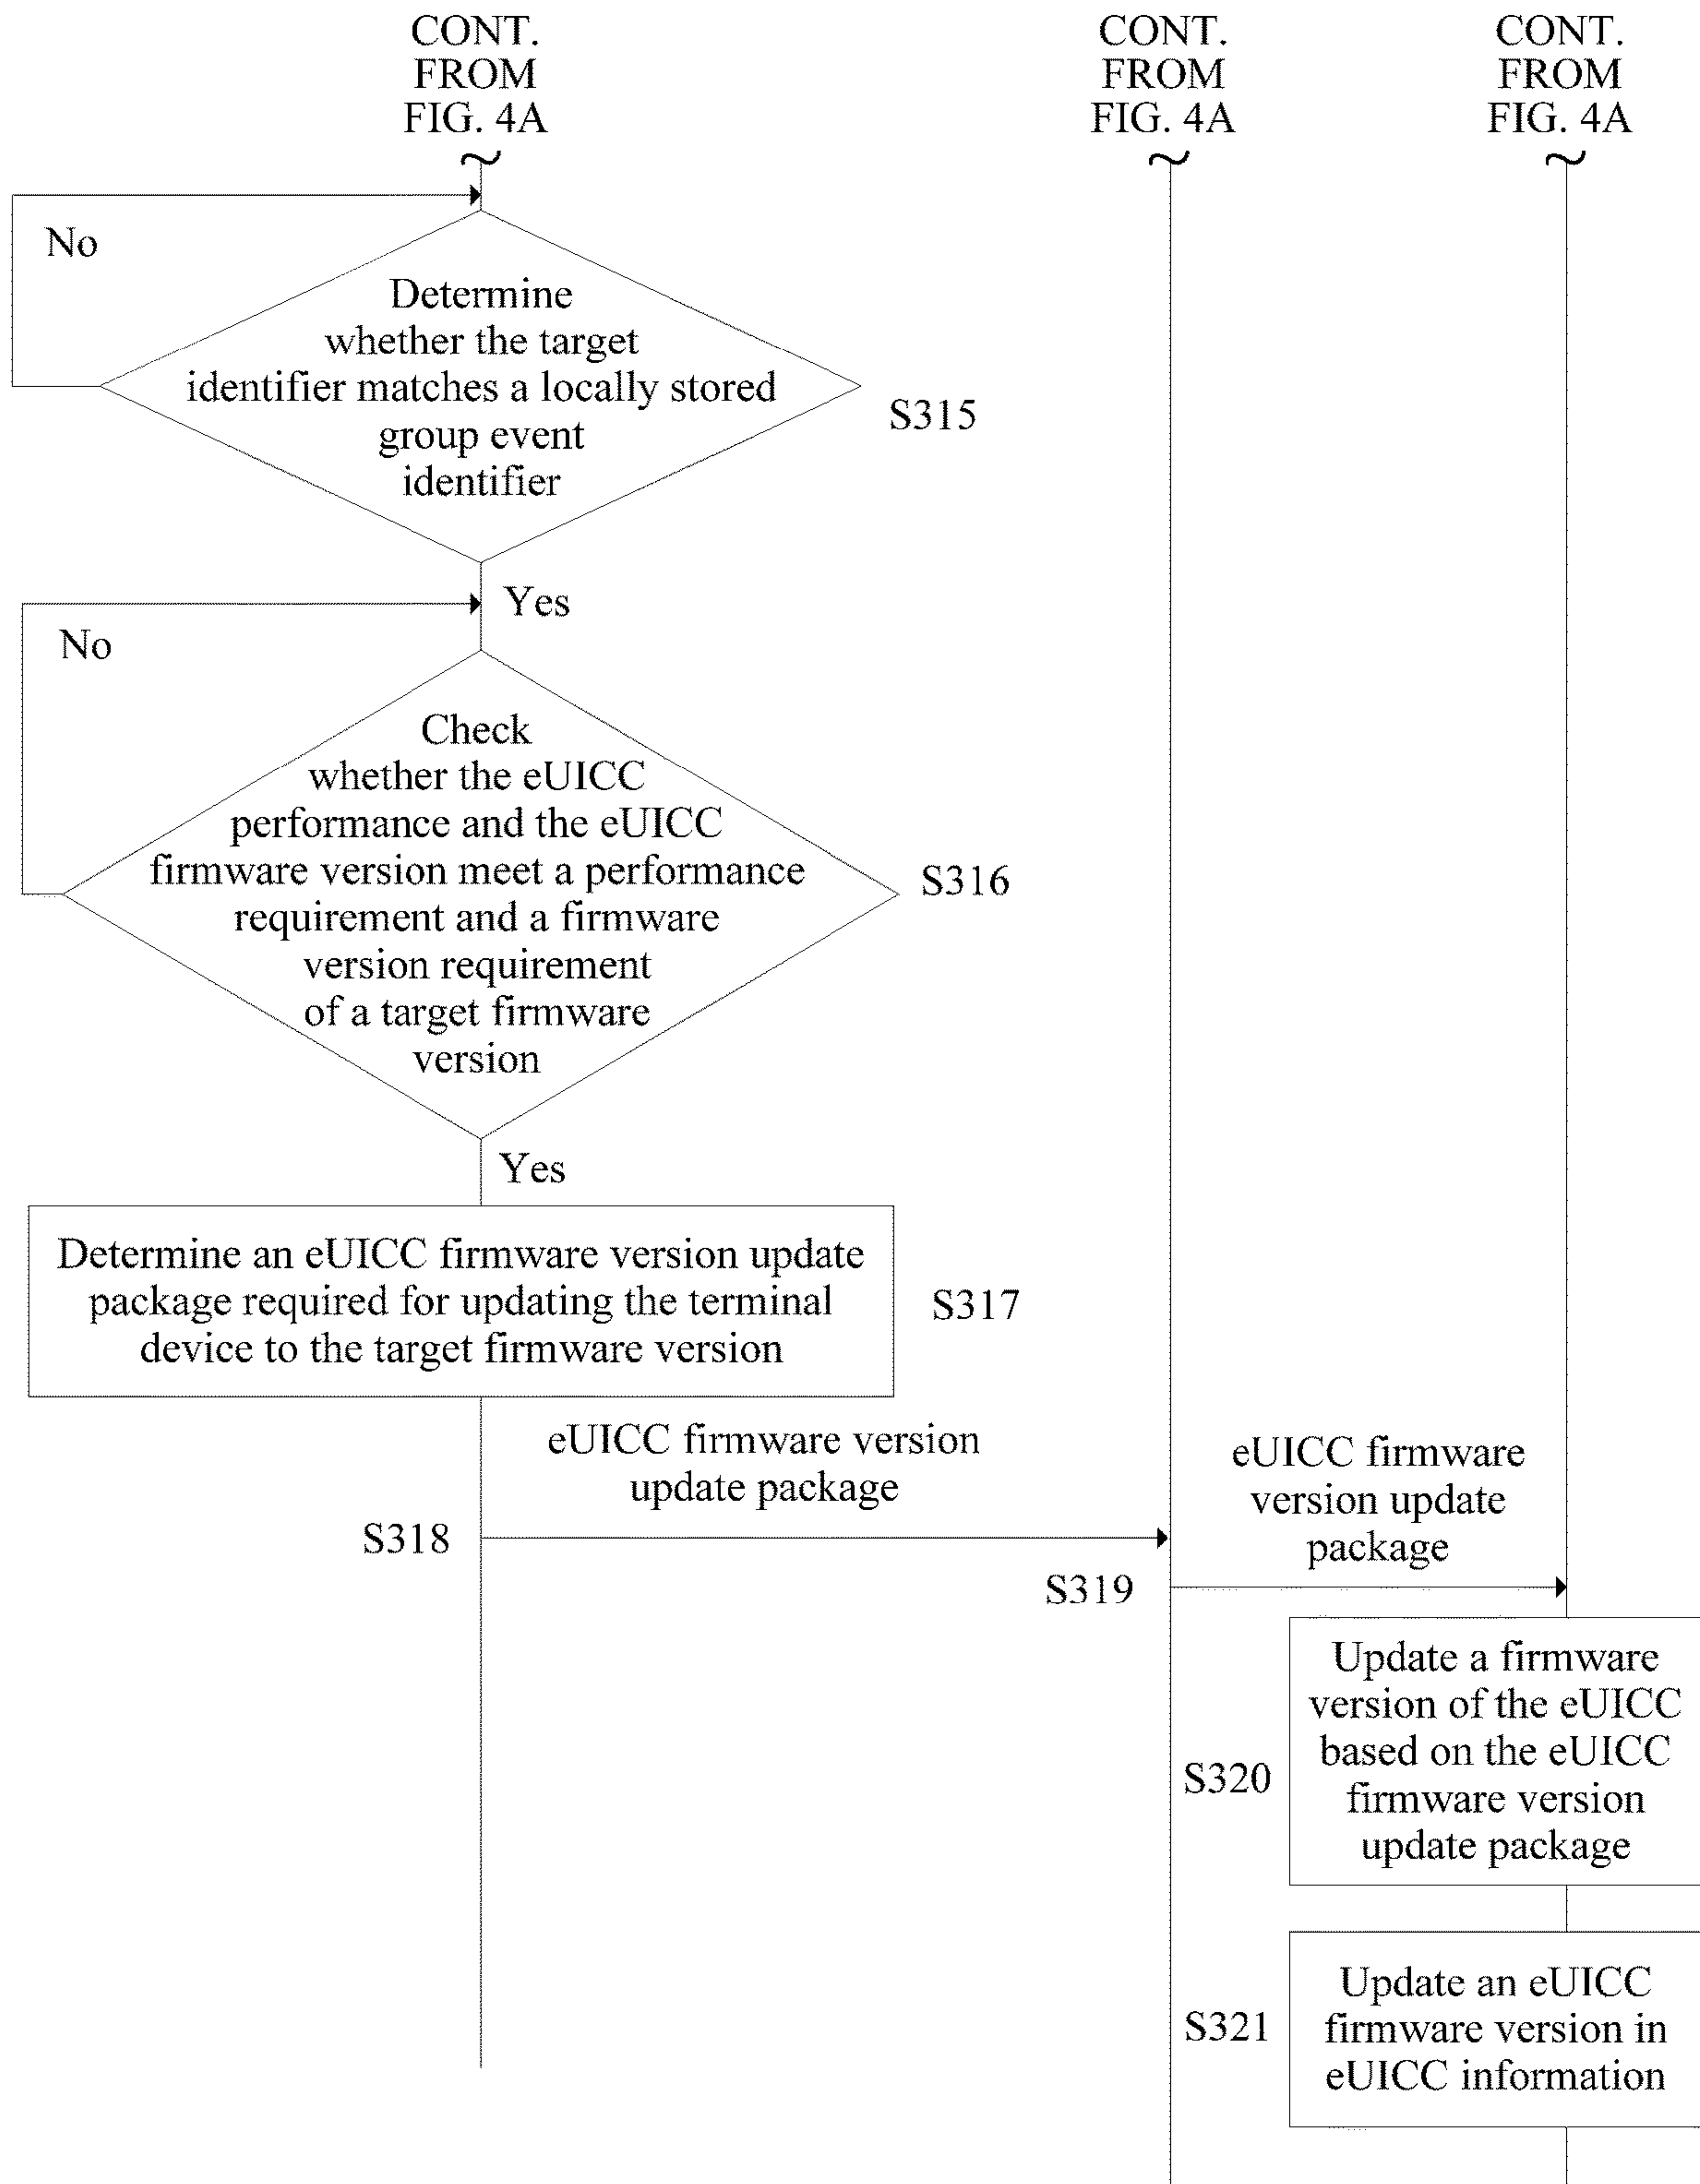 CONT.
FROM
FIG. 4A
CONT.
FROM
FIG. 4A
CONT.
FROM
FIG. 4A
No
Determine
whether the target
identifier matches a locally stored
group event
identifier
S315
Yes
No
Check
whether the eUICC
performance and the eUICC
firmware version meet a performance
requirement and a firmware
version requirement
of a target firmware
version
S316
Yes
Determine an eUICC firmware version update
package required for updating the terminal
device to the target firmware version
S317
eUICC firmware version
update package
S318
eUICC firmware
version update
package
S319
Update a firmware
version of the eUICC
based on the eUICC
firmware version
update package
S320
Update an eUICC
firmware version in
eUICC information
S321